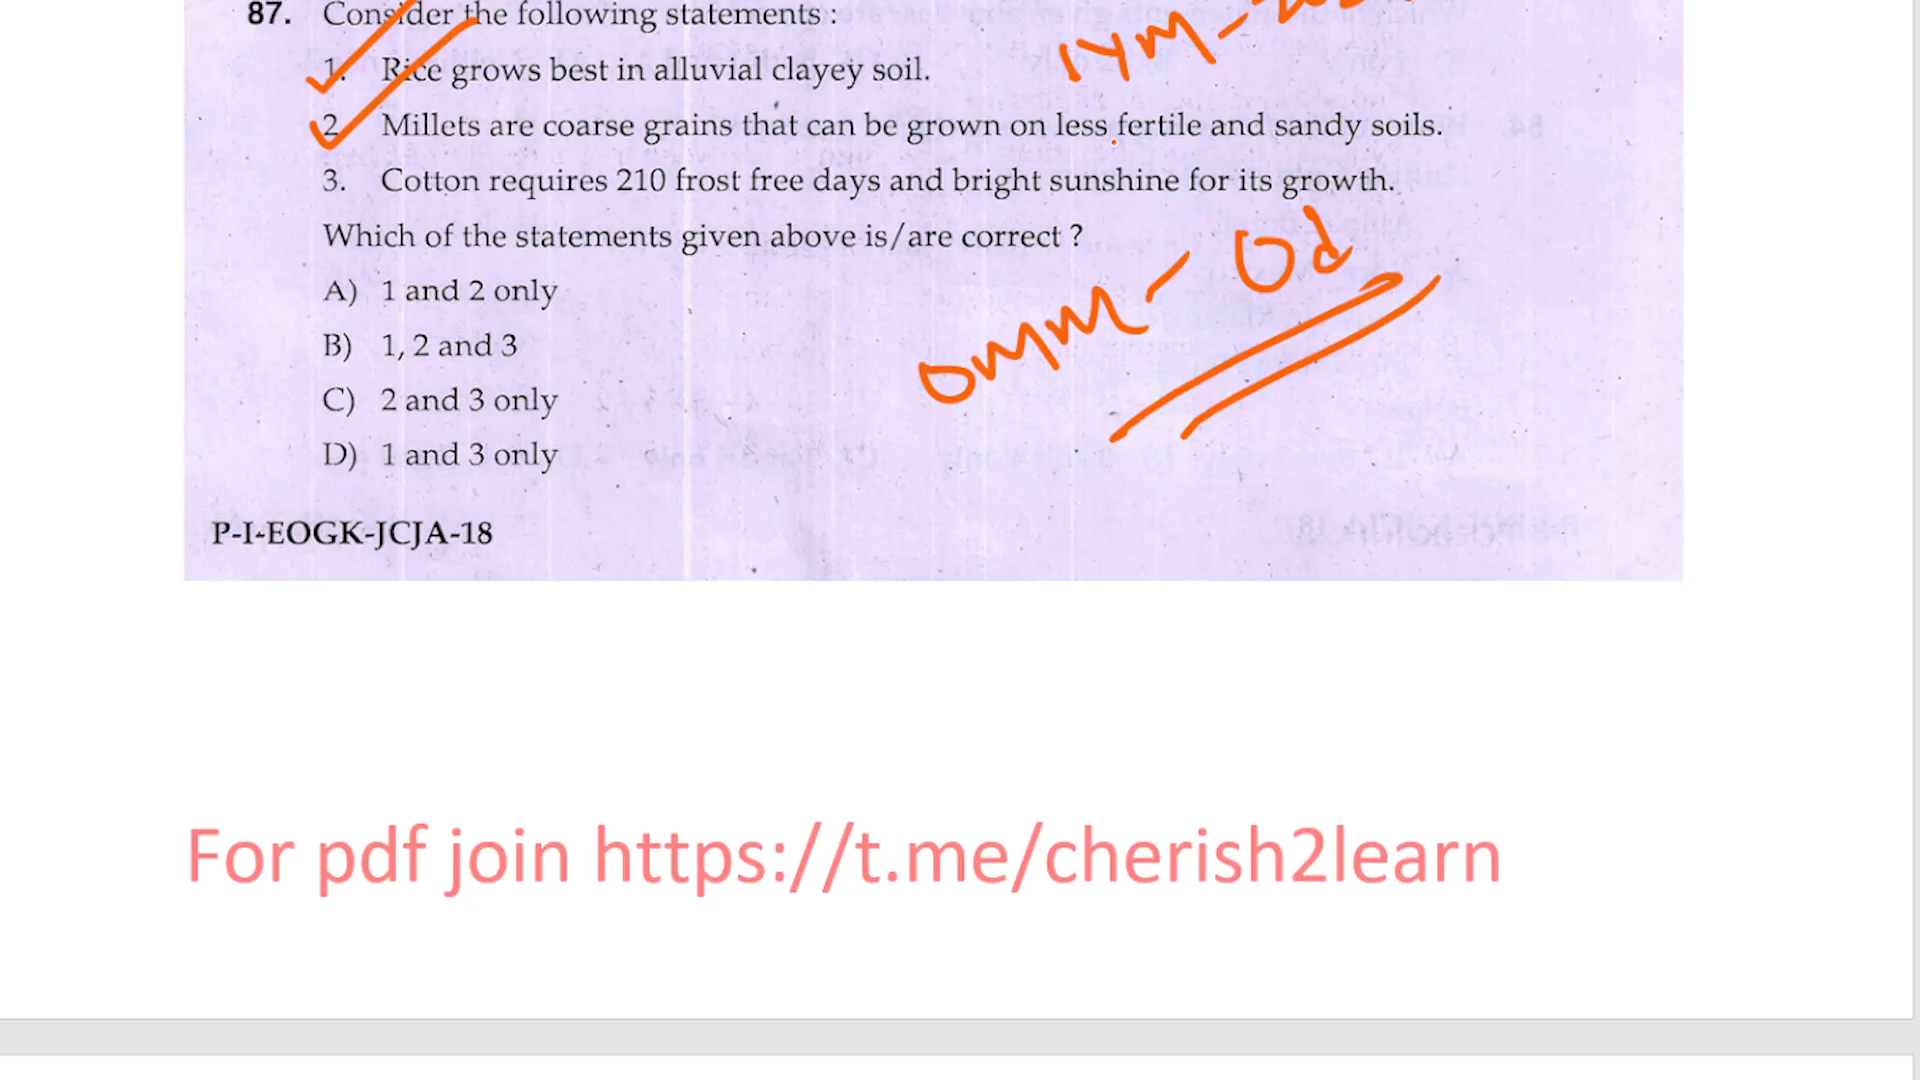 87. Consider the following statements :
1. Rice grows best in alluvial clayey soil.
2 Millets are coarse grains that can be grown on less fertile and sandy soils.
3. Cotton requires 210 frost free days and bright sunshine for its growth.
Which of the statements given above is/are correct ?
A) 1 and 2 only
B) 1, 2 and 3
C) 2 and 3 only
D) 1 and 3 only
P-I-EOGK-JCJA-18
For pdf join https://t.me/cherish2learn